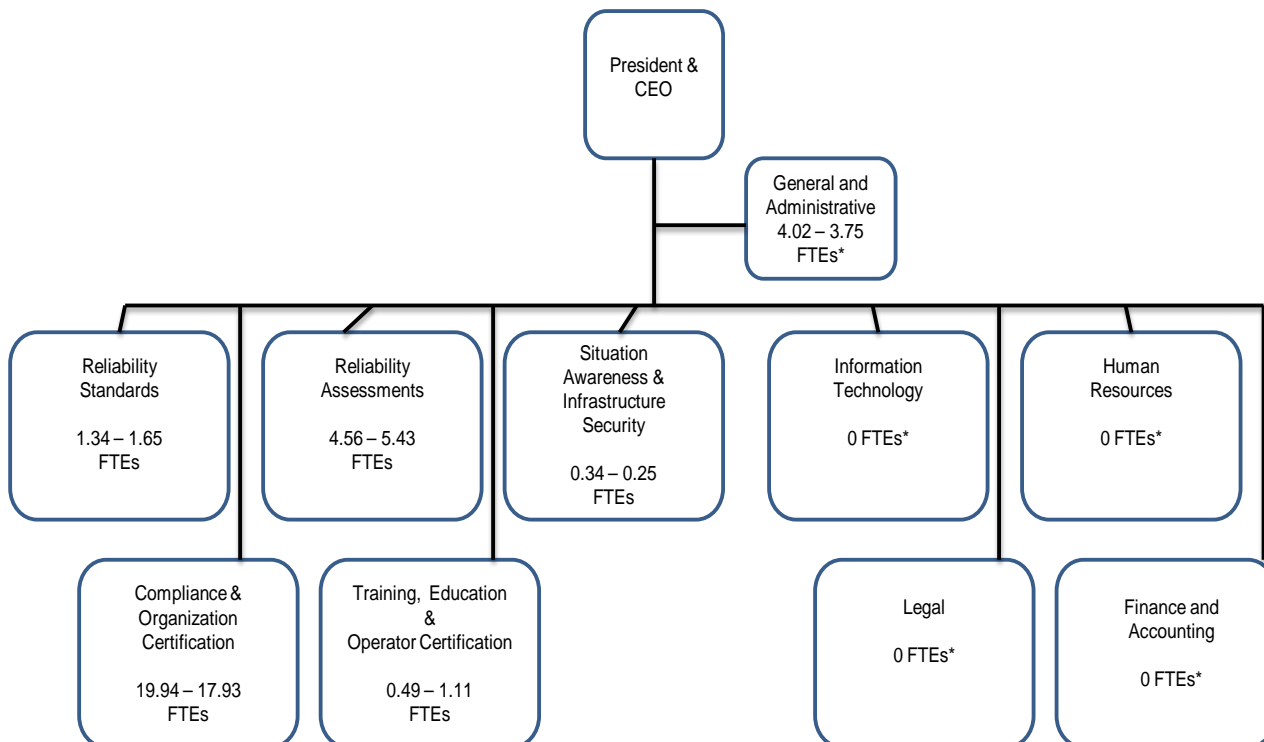 President &
CEO
General and
Administrative
4.02 – 3.75
FTEs*
Reliability
Standards
1.34 – 1.65
FTEs
Reliability
Assessments
4.56 – 5.43
FTEs
Situation
Awareness &
Infrastructure
Security
0.34 – 0.25
FTEs
Information
Technology
0 FTEs*
Human
Resources
0 FTEs*
Compliance &
Organization
Certification
19.94 – 17.93
FTEs
Training, Education
&
Operator Certification
0.49 – 1.11
FTEs
Legal
0 FTEs*
Finance and
Accounting
0 FTEs*